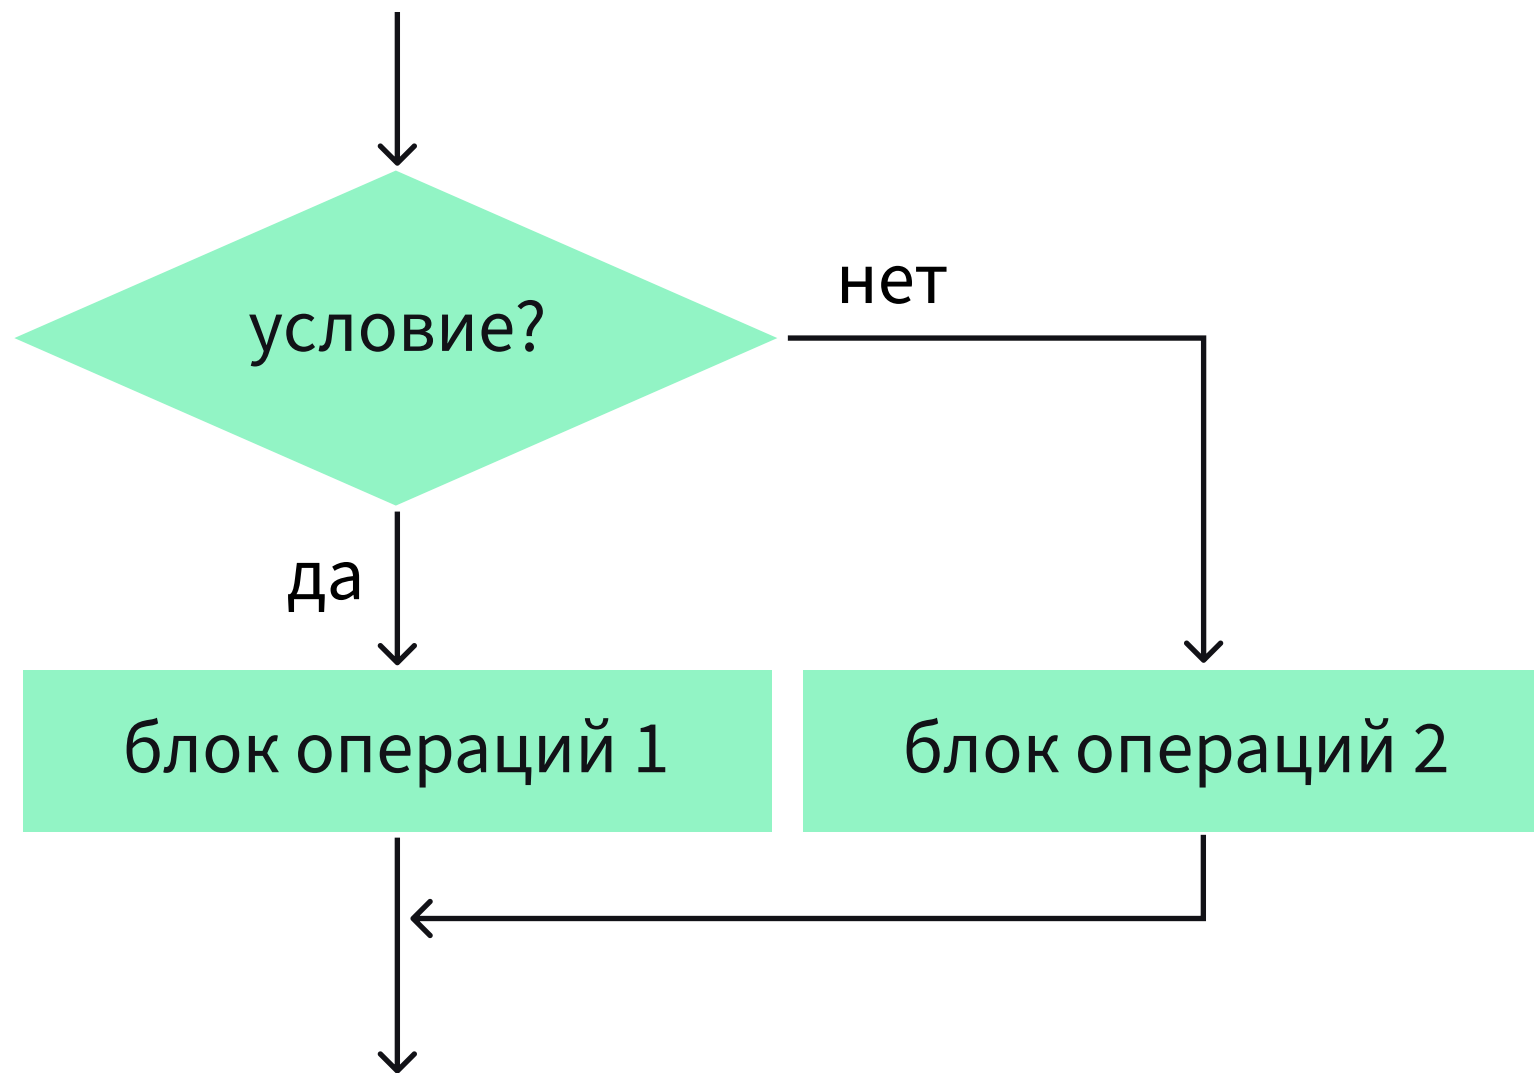 нет
условие?
да
блок операций 1
блок операций 2